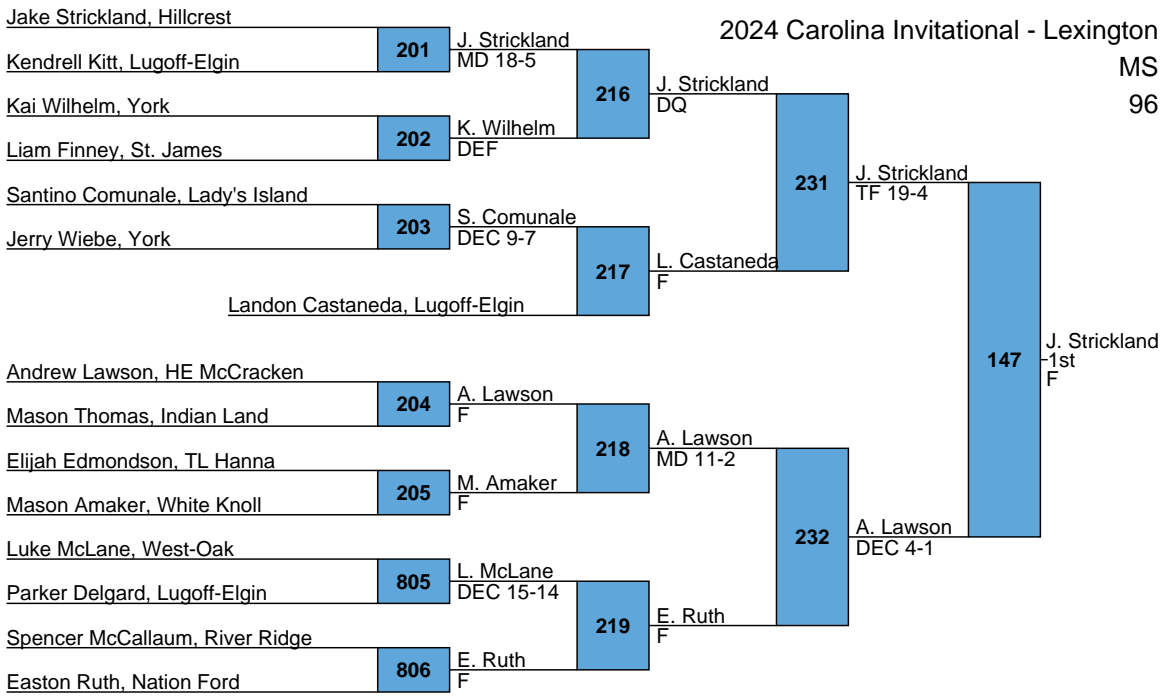 2024 Carolina Invitational - Lexington
MS
96
Jake Strickland, Hillcrest
201
J. Strickland
MD 18-5
Kendrell Kitt, Lugoff-Elgin
216
J. Strickland
DQ
Kai Wilhelm, York
202
K. Wilhelm
DEF
Liam Finney, St. James
231
J. Strickland
TF 19-4
Santino Comunale, Lady's Island
203
S. Comunale
DEC 9-7
Jerry Wiebe, York
217
L. Castaneda
F
Landon Castaneda, Lugoff-Elgin
147
J. Strickland
1st
F
Andrew Lawson, HE McCracken
204
A. Lawson
F
Mason Thomas, Indian Land
218
A. Lawson
MD 11-2
Elijah Edmondson, TL Hanna
205
M. Amaker
F
Mason Amaker, White Knoll
232
A. Lawson
DEC 4-1
Luke McLane, West-Oak
805
L. McLane
DEC 15-14
Parker Delgard, Lugoff-Elgin
219
E. Ruth
F
Spencer McCallaum, River Ridge
806
E. Ruth
F
Easton Ruth, Nation Ford